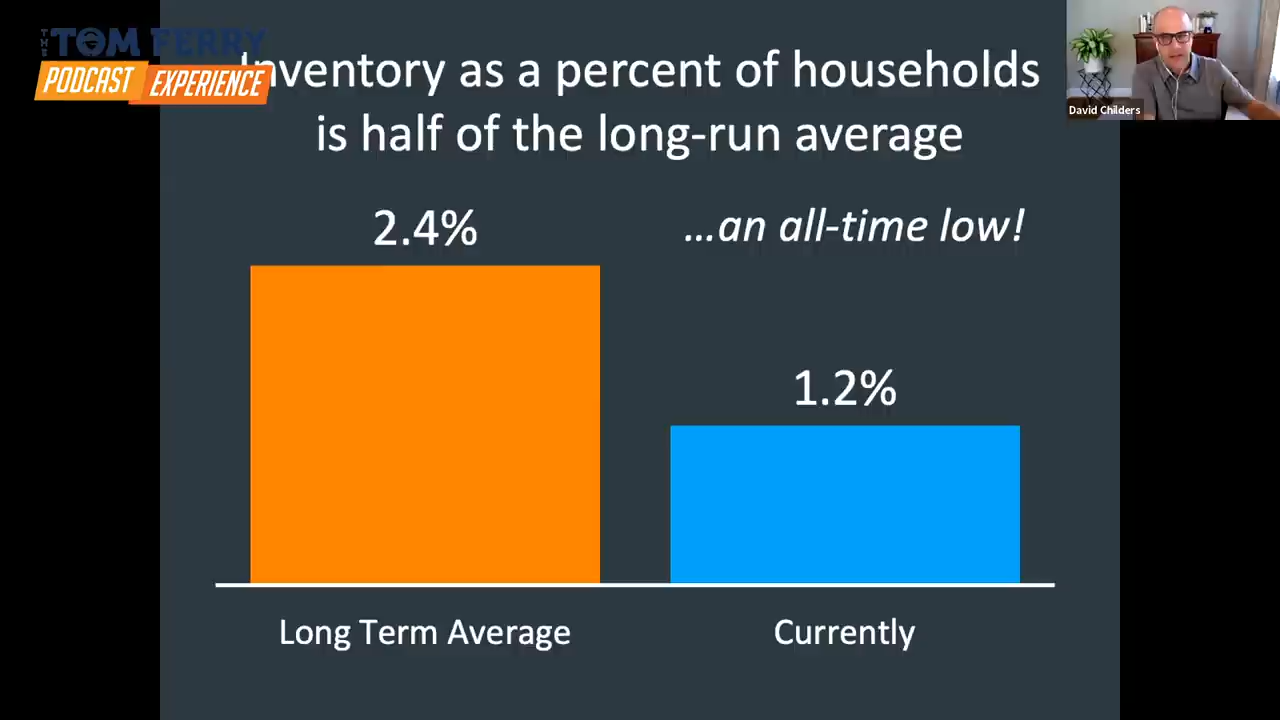 THE TOM FERRY
PODCAST EXPERIENCE
Inventory as a percent of households
is half of the long-run average
David Childers
2.4%
...an all-time low!
1.2%
Long Term Average
Currently